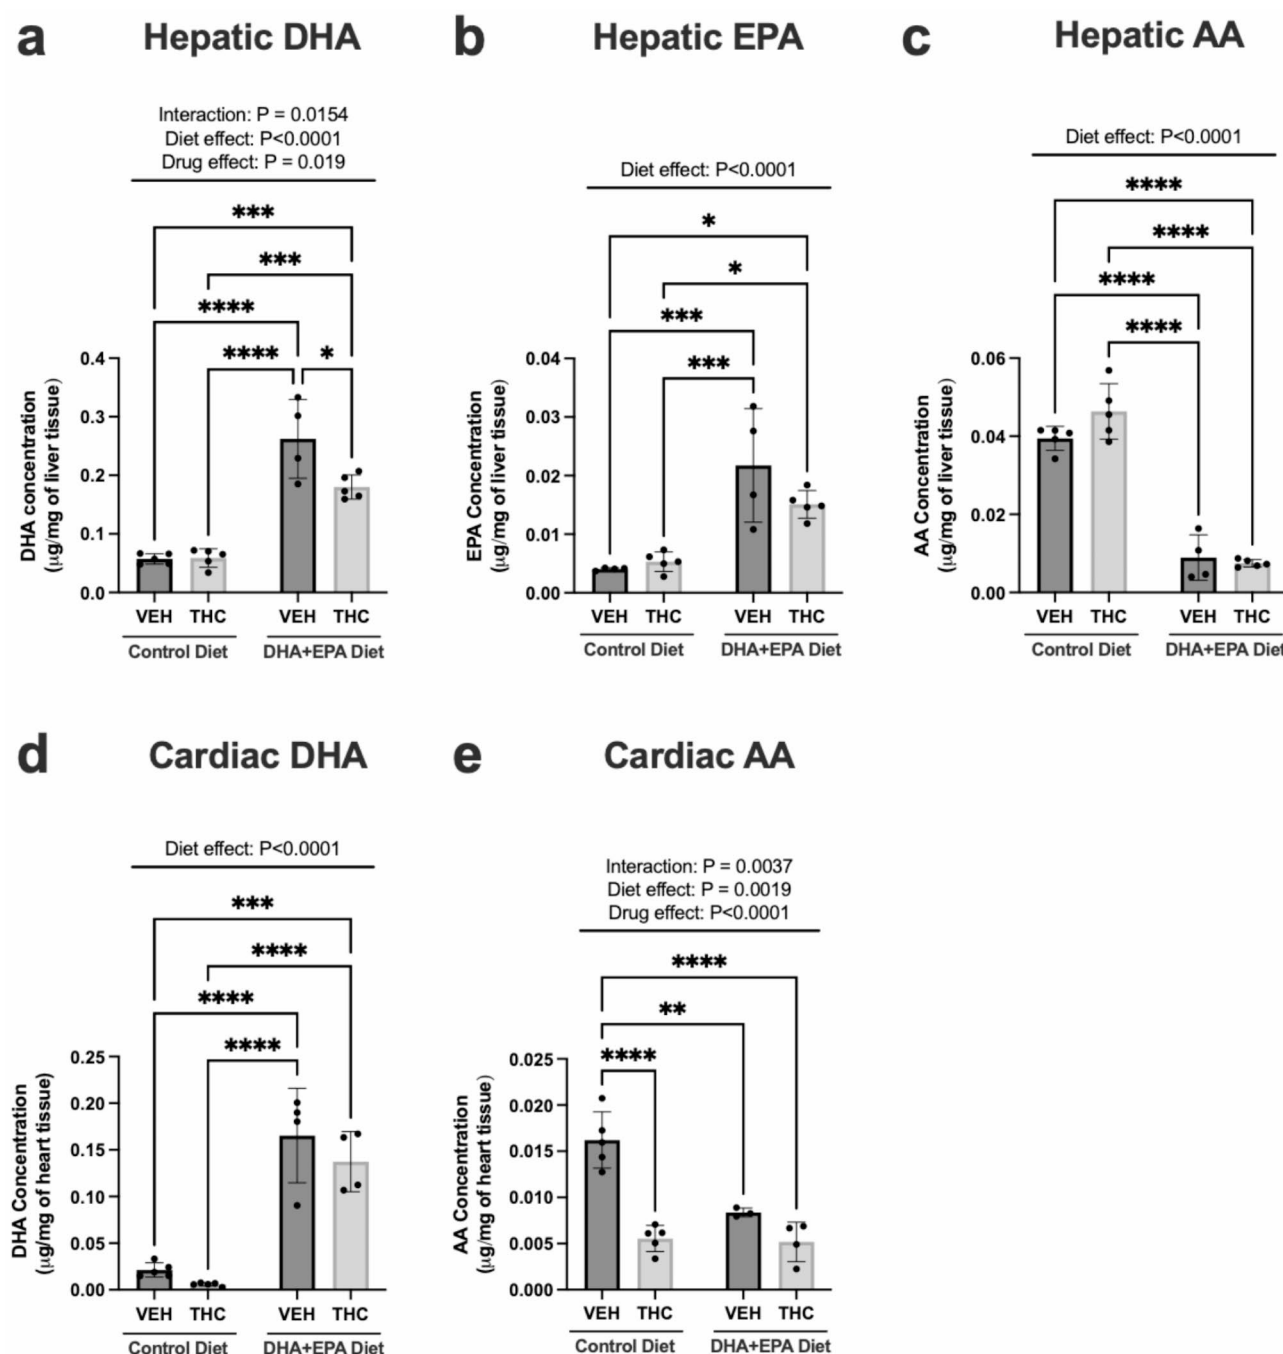 a Hepatic DHA
Interaction: P = 0.0154
Diet effect: P<0.0001
Drug effect: P = 0.019
***
***
****
**** *
0.4
0.3
0.2
0.1
0.0
DHA concentration
(µg/mg of liver tissue)
VEH THC VEH THC
Control Diet DHA+EPA Diet
b Hepatic EPA
Diet effect: P<0.0001
*
*
***
***
0.04
0.03
0.02
0.01
0.00
EPA Concentration
(µg/mg of liver tissue)
VEH THC VEH THC
Control Diet DHA+EPA Diet
c Hepatic AA
Diet effect: P<0.0001
****
****
****
****
0.06
0.04
0.02
0.00
AA Concentration
(µg/mg of liver tissue)
VEH THC VEH THC
Control Diet DHA+EPA Diet
d Cardiac DHA
Diet effect: P<0.0001
***
****
****
****
0.25
0.20
0.15
0.10
0.05
0.00
DHA Concentration
(µg/mg of heart tissue)
VEH THC VEH THC
Control Diet DHA+EPA Diet
e Cardiac AA
Interaction: P = 0.0037
Diet effect: P = 0.0019
Drug effect: P<0.0001
****
**
****
0.025
0.020
0.015
0.010
0.005
0.000
AA Concentration
(µg/mg of heart tissue)
VEH THC VEH THC
Control Diet DHA+EPA Diet